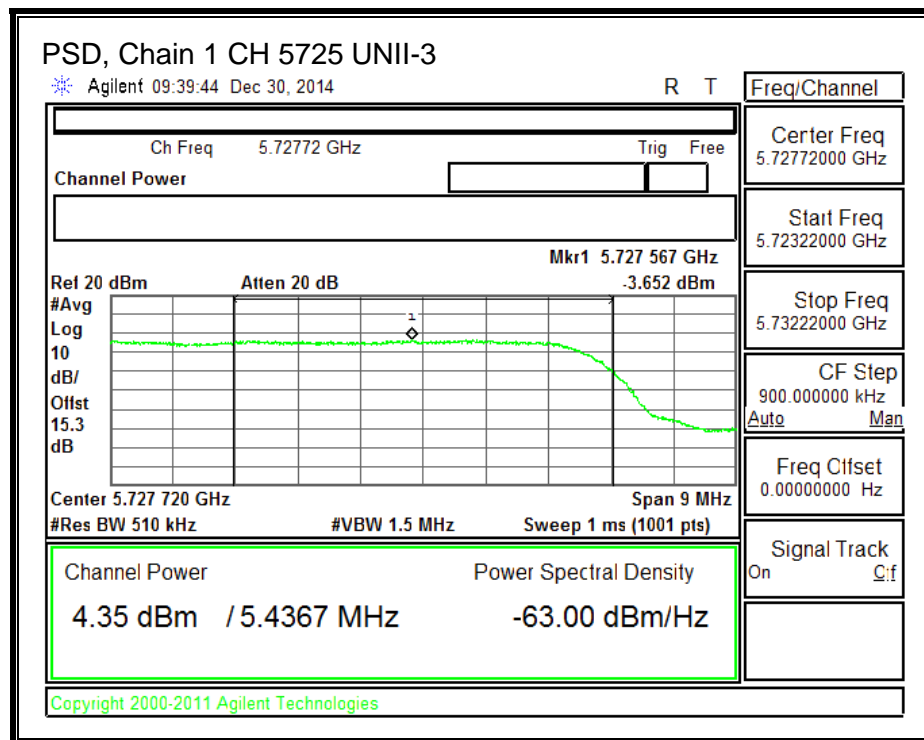 PSD, Chain 1 CH 5725 UNII-3
Agilent 09:39:44 Dec 30, 2014 R T
Ch Freq 5.72772 GHz Trig Free
Channel Power
Mkr1 5.727 567 GHz
Ref 20 dBm Atten 20 dB -3.652 dBm
#Avg
Log
10
dB/
Offst
15.3
dB
1
Center 5.727 720 GHz Span 9 MHz
#Res BW 510 kHz #VBW 1.5 MHz Sweep 1 ms (1001 pts)
Channel Power Power Spectral Density
4.35 dBm / 5.4367 MHz -63.00 dBm/Hz
Copyright 2000-2011 Agilent Technologies
Freq/Channel
Center Freq
5.72772000 GHz
Start Freq
5.72322000 GHz
Stop Freq
5.73222000 GHz
CF Step
900.000000 kHz
Auto Man
Freq Offset
0.00000000 Hz
Signal Track
On Off